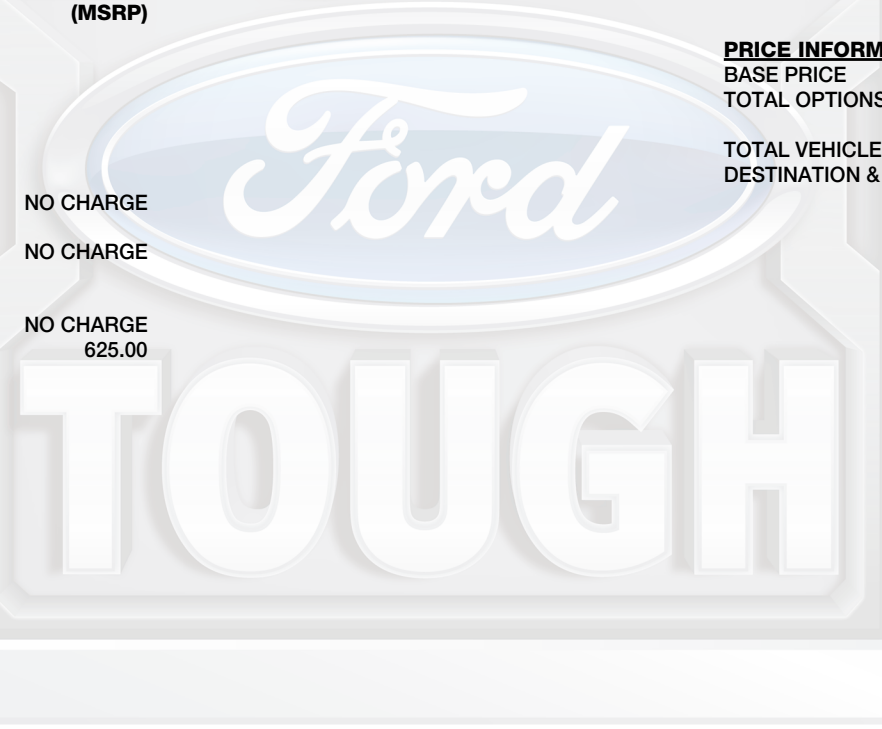 (MSRP)
NO CHARGE
NO CHARGE
NO CHARGE
625.00
PRICE INFORM
BASE PRICE
TOTAL OPTIONS
TOTAL VEHICLE
DESTINATION &
Ford
TOUGH